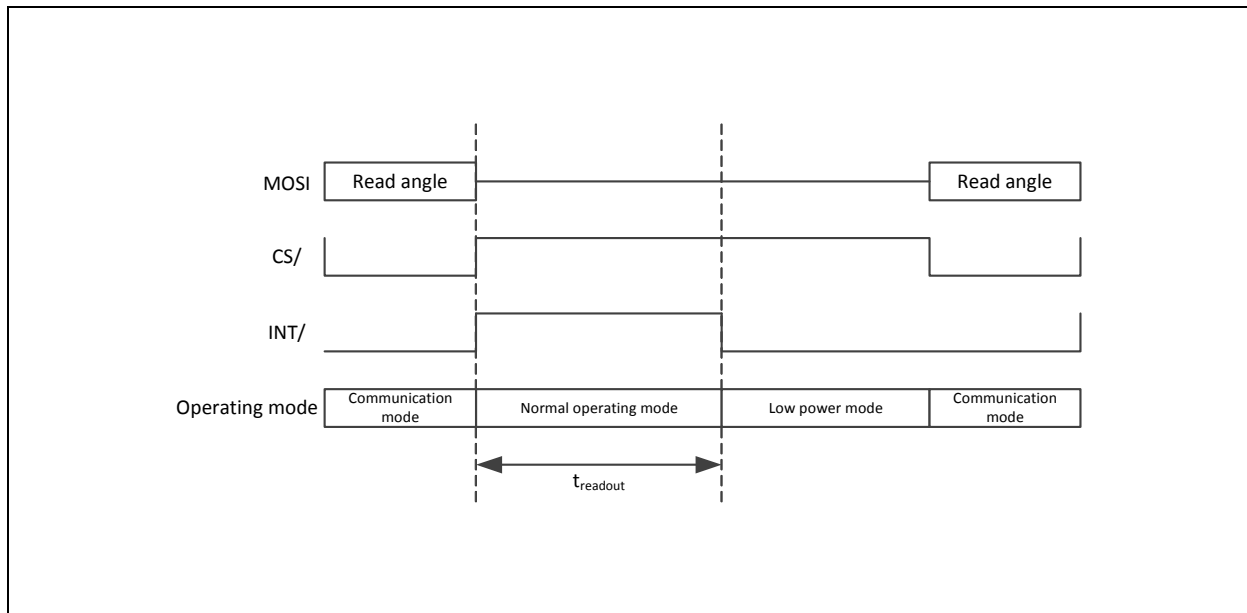 MOSI
Read angle
Read angle
CS/
INT/
Operating mode
Communication
mode
Normal operating mode
Low power mode
Communication
mode
treadout